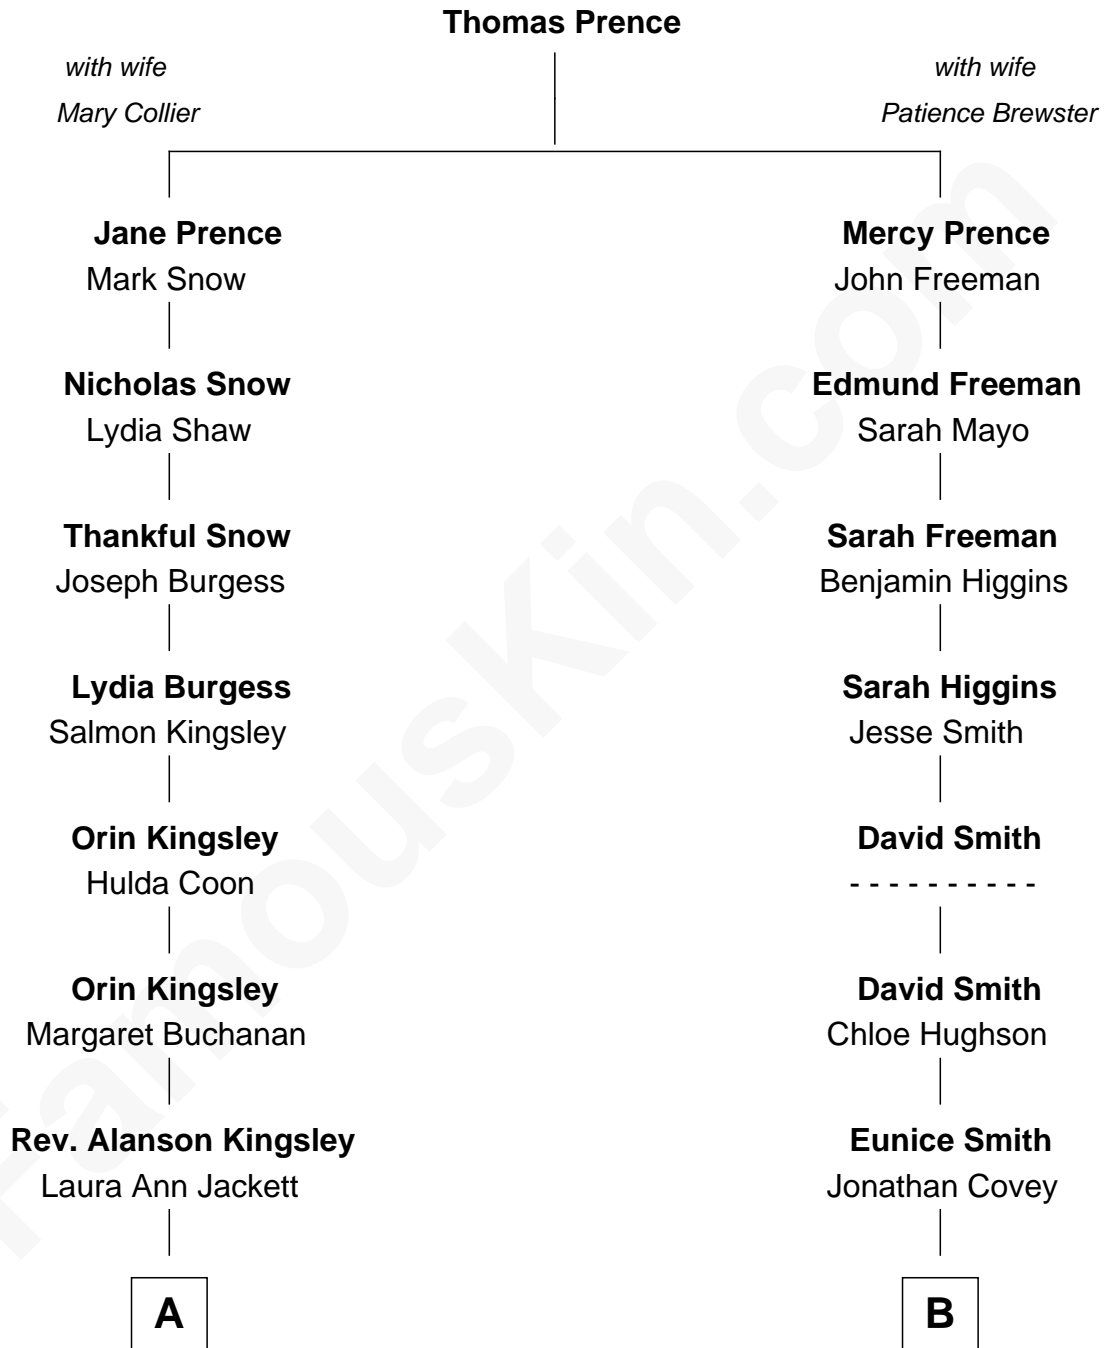 Thomas Prence
with wife
Mary Collier
with wife
Patience Brewster
Jane Prence
Mark Snow
Mercy Prence
John Freeman
Nicholas Snow
Lydia Shaw
Edmund Freeman
Sarah Mayo
Thankful Snow
Joseph Burgess
Sarah Freeman
Benjamin Higgins
Lydia Burgess
Salmon Kingsley
Sarah Higgins
Jesse Smith
Orin Kingsley
Hulda Coon
David Smith
- - - - - - - - - -
Orin Kingsley
Margaret Buchanan
David Smith
Chloe Hughson
Rev. Alanson Kingsley
Laura Ann Jackett
Eunice Smith
Jonathan Covey
A
B
FamousKin.com